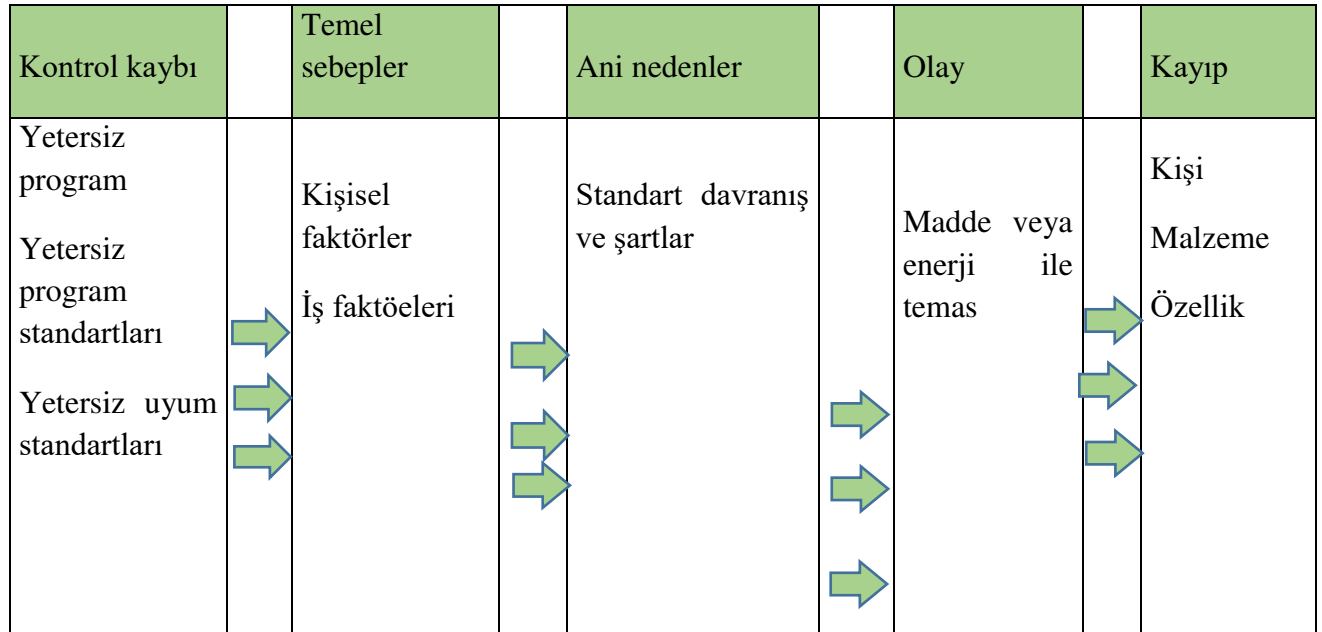 Kontrol kaybı
Temel
sebepler
Ani nedenler
Olay
Kayıp
Yetersiz
program
Yetersiz
program
standartları
Yetersiz uyum
standartları
Kişisel
faktörler
İş faktöeleri
Standart davranış
ve şartlar
Madde veya
enerji ile
temas
Kişi
Malzeme
Özellik